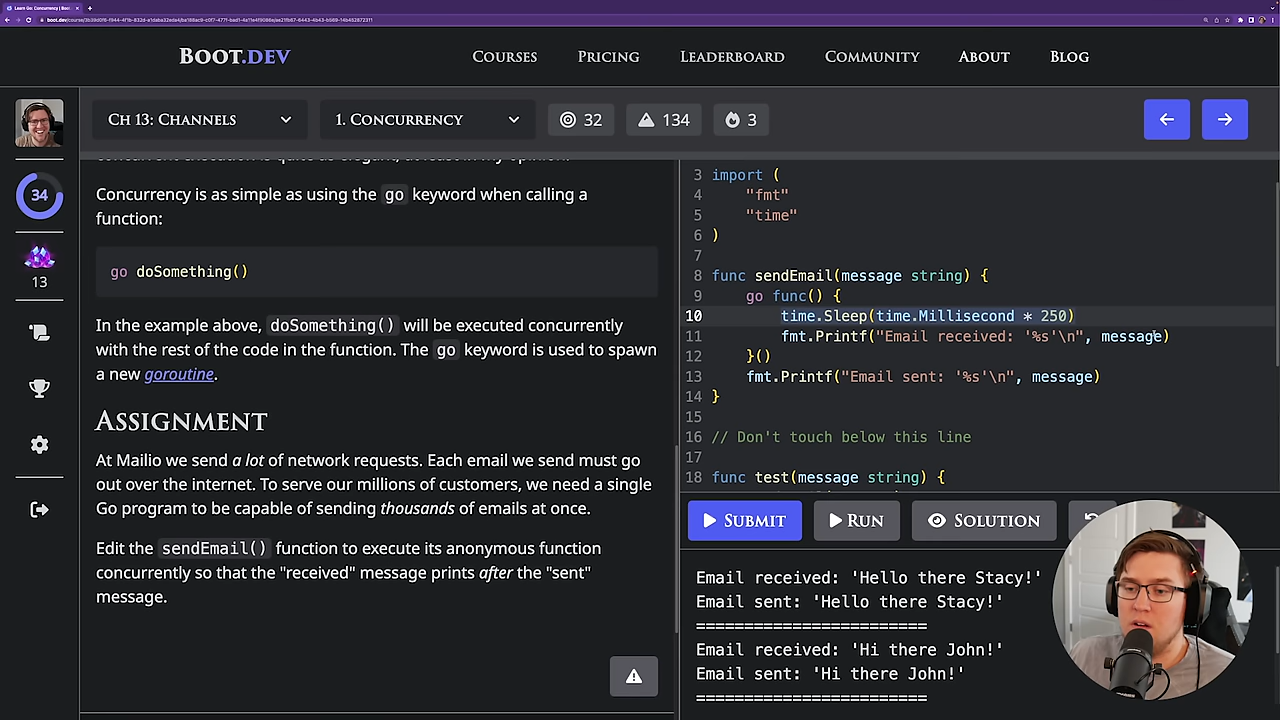 Learn Go: Concurrency | Boot
BOOT.DEV
COURSES
PRICING
LEADERBOARD
COMMUNITY
ABOUT
BLOG
CH 13: CHANNELS
1. CONCURRENCY
32
134
3
34
13
Concurrency is as simple as using the go keyword when calling a
function:
go doSomething()
In the example above, doSomething() will be executed concurrently
with the rest of the code in the function. The go keyword is used to spawn
a new goroutine.
ASSIGNMENT
At Mailio we send a lot of network requests. Each email we send must go
out over the internet. To serve our millions of customers, we need a single
Go program to be capable of sending thousands of emails at once.
Edit the sendEmail() function to execute its anonymous function
concurrently so that the "received" message prints after the "sent"
message.
3 import (
4 "fmt"
5 "time"
6 )
7
8 func sendEmail(message string) {
9 go func() {
10 time.Sleep(time.Millisecond * 250)
11 fmt.Printf("Email received: '%s'\n", message)
12 }()
13 fmt.Printf("Email sent: '%s'\n", message)
14 }
15
16 // Don't touch below this line
17
18 func test(message string) {
SUBMIT
RUN
SOLUTION
Email received: 'Hello there Stacy!'
Email sent: 'Hello there Stacy!'
========================
Email received: 'Hi there John!'
Email sent: 'Hi there John!'
========================